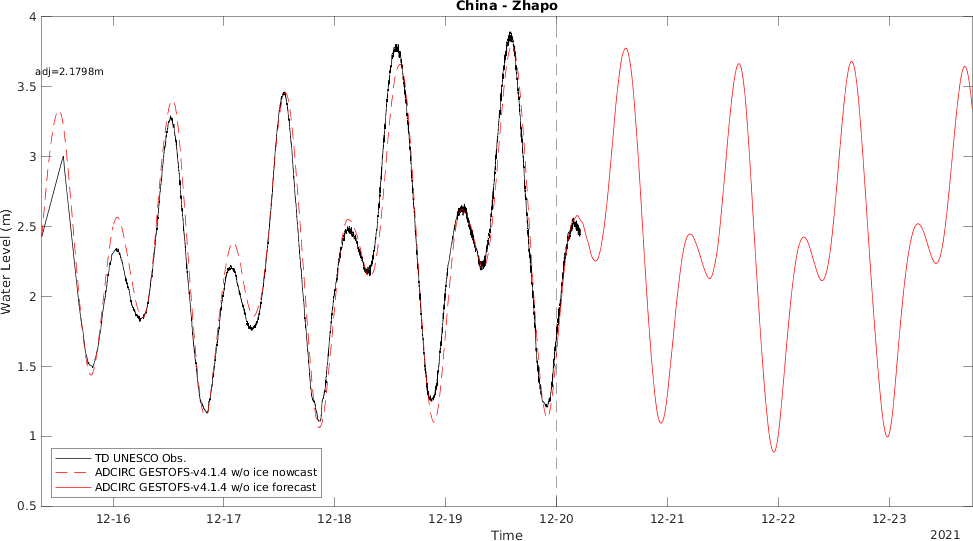 China - Zhapo
adj=2.1798m
4
3.5
3
2.5
2
1.5
1
0.5
Water Level (m)
TD UNESCO Obs.
ADCIRC GESTOFS-v4.1.4 w/o ice nowcast
ADCIRC GESTOFS-v4.1.4 w/o ice forecast
12-16
12-17
12-18
12-19
12-20
12-21
12-22
12-23
Time
2021